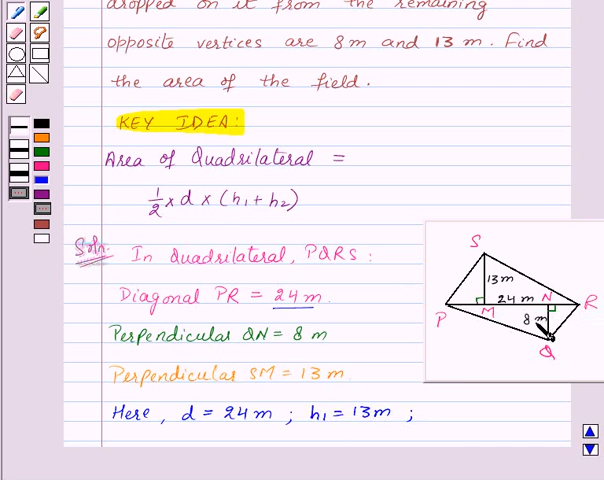 dropped on it from the remaining
opposite vertices are 8 m and 13 m. Find
the area of the field.
KEY IDEA:
Area of Quadrilateral =
1/2 x d x (h1 + h2)
Soln. In Quadrilateral, PQRS:
Diagonal PR = 24 m.
Perpendicular QN = 8 m
Perpendicular SM = 13 m.
Here, d = 24 m ; h1 = 13 m ;
S
13 m
24 m N
P M R
8 m
Q